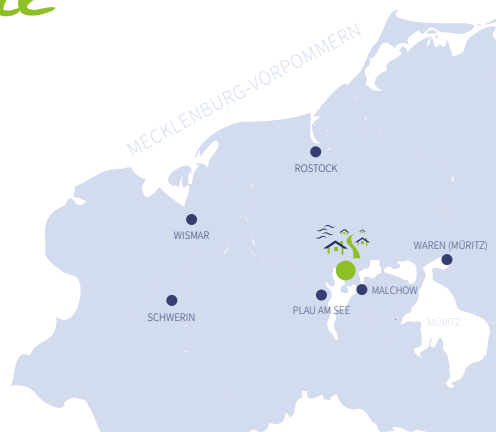 MECKLENBURG-VORPOMMERN
ROSTOCK
WISMAR
WAREN (MÜRITZ)
MALCHOW
PLAU AM SEE
SCHWERIN
MÜRITZ